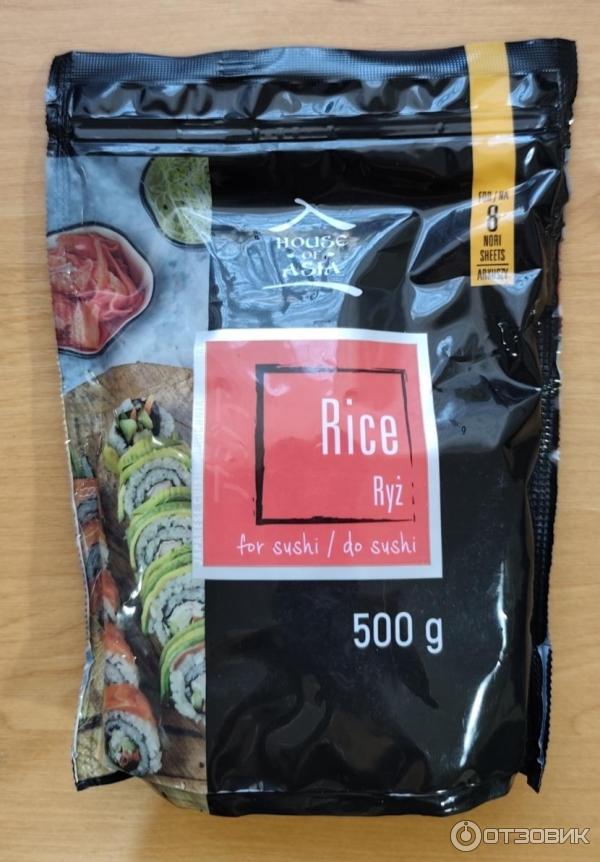 HOUSE
OF
ASIA
FOR / NA
8
NORI
SHEETS
ARKUSZY
Rice
Ryż
for sushi / do sushi
500 g
ОТЗОВИК